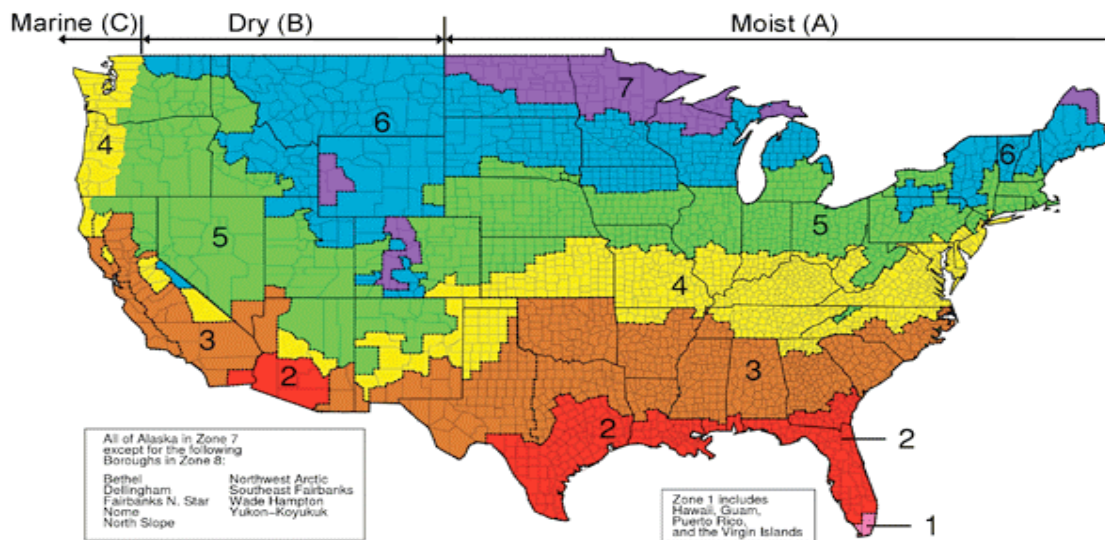 Marine (C) Dry (B) Moist (A)
7
6
4
6
5
5
4
3
3
2
2
2
1
All of Alaska in Zone 7
except for the following
Boroughs in Zone 8:
Bethel Northwest Arctic
Dellingham Southeast Fairbanks
Fairbanks N. Star Wade Hampton
Nome Yukon-Koyukuk
North Slope
Zone 1 includes
Hawaii, Guam,
Puerto Rico,
and the Virgin Islands